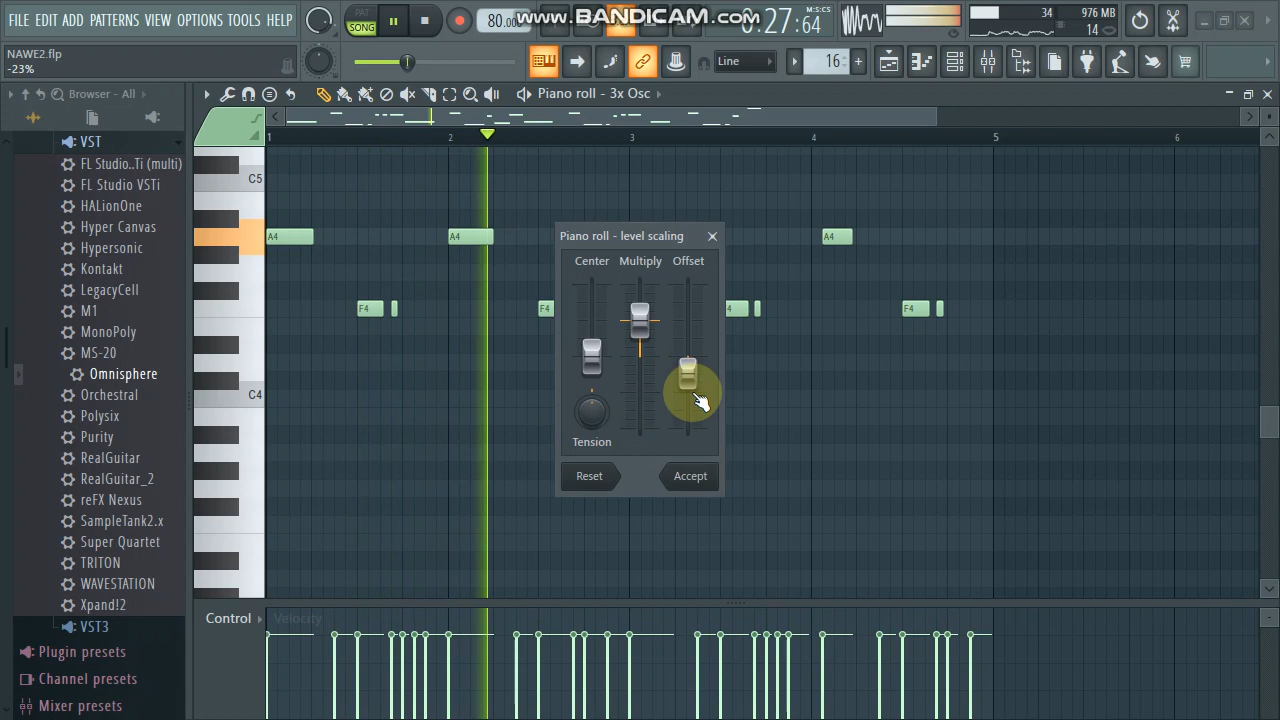 FILE EDIT ADD PATTERNS VIEW OPTIONS TOOLS HELP
PAT
SONG
80.00
www.BANDICAM.com
M:S:CS
0:27:64
34
976 MB
14
NAWE2.flp
-23%
Line
16
Browser - All
Piano roll - 3x Osc
VST
FL Studio..Ti (multi)
FL Studio VSTi
HALionOne
Hyper Canvas
Hypersonic
Kontakt
LegacyCell
M1
MonoPoly
MS-20
Omnisphere
Orchestral
Polysix
Purity
RealGuitar
RealGuitar_2
reFX Nexus
SampleTank2.x
Super Quartet
TRITON
WAVESTATION
Xpand!2
VST3
Plugin presets
Channel presets
Mixer presets
1
2
3
4
5
6
C5
A4
A4
A4
F4
F4
4
F4
C4
Piano roll - level scaling
Center
Multiply
Offset
Tension
Reset
Accept
Control
Velocity